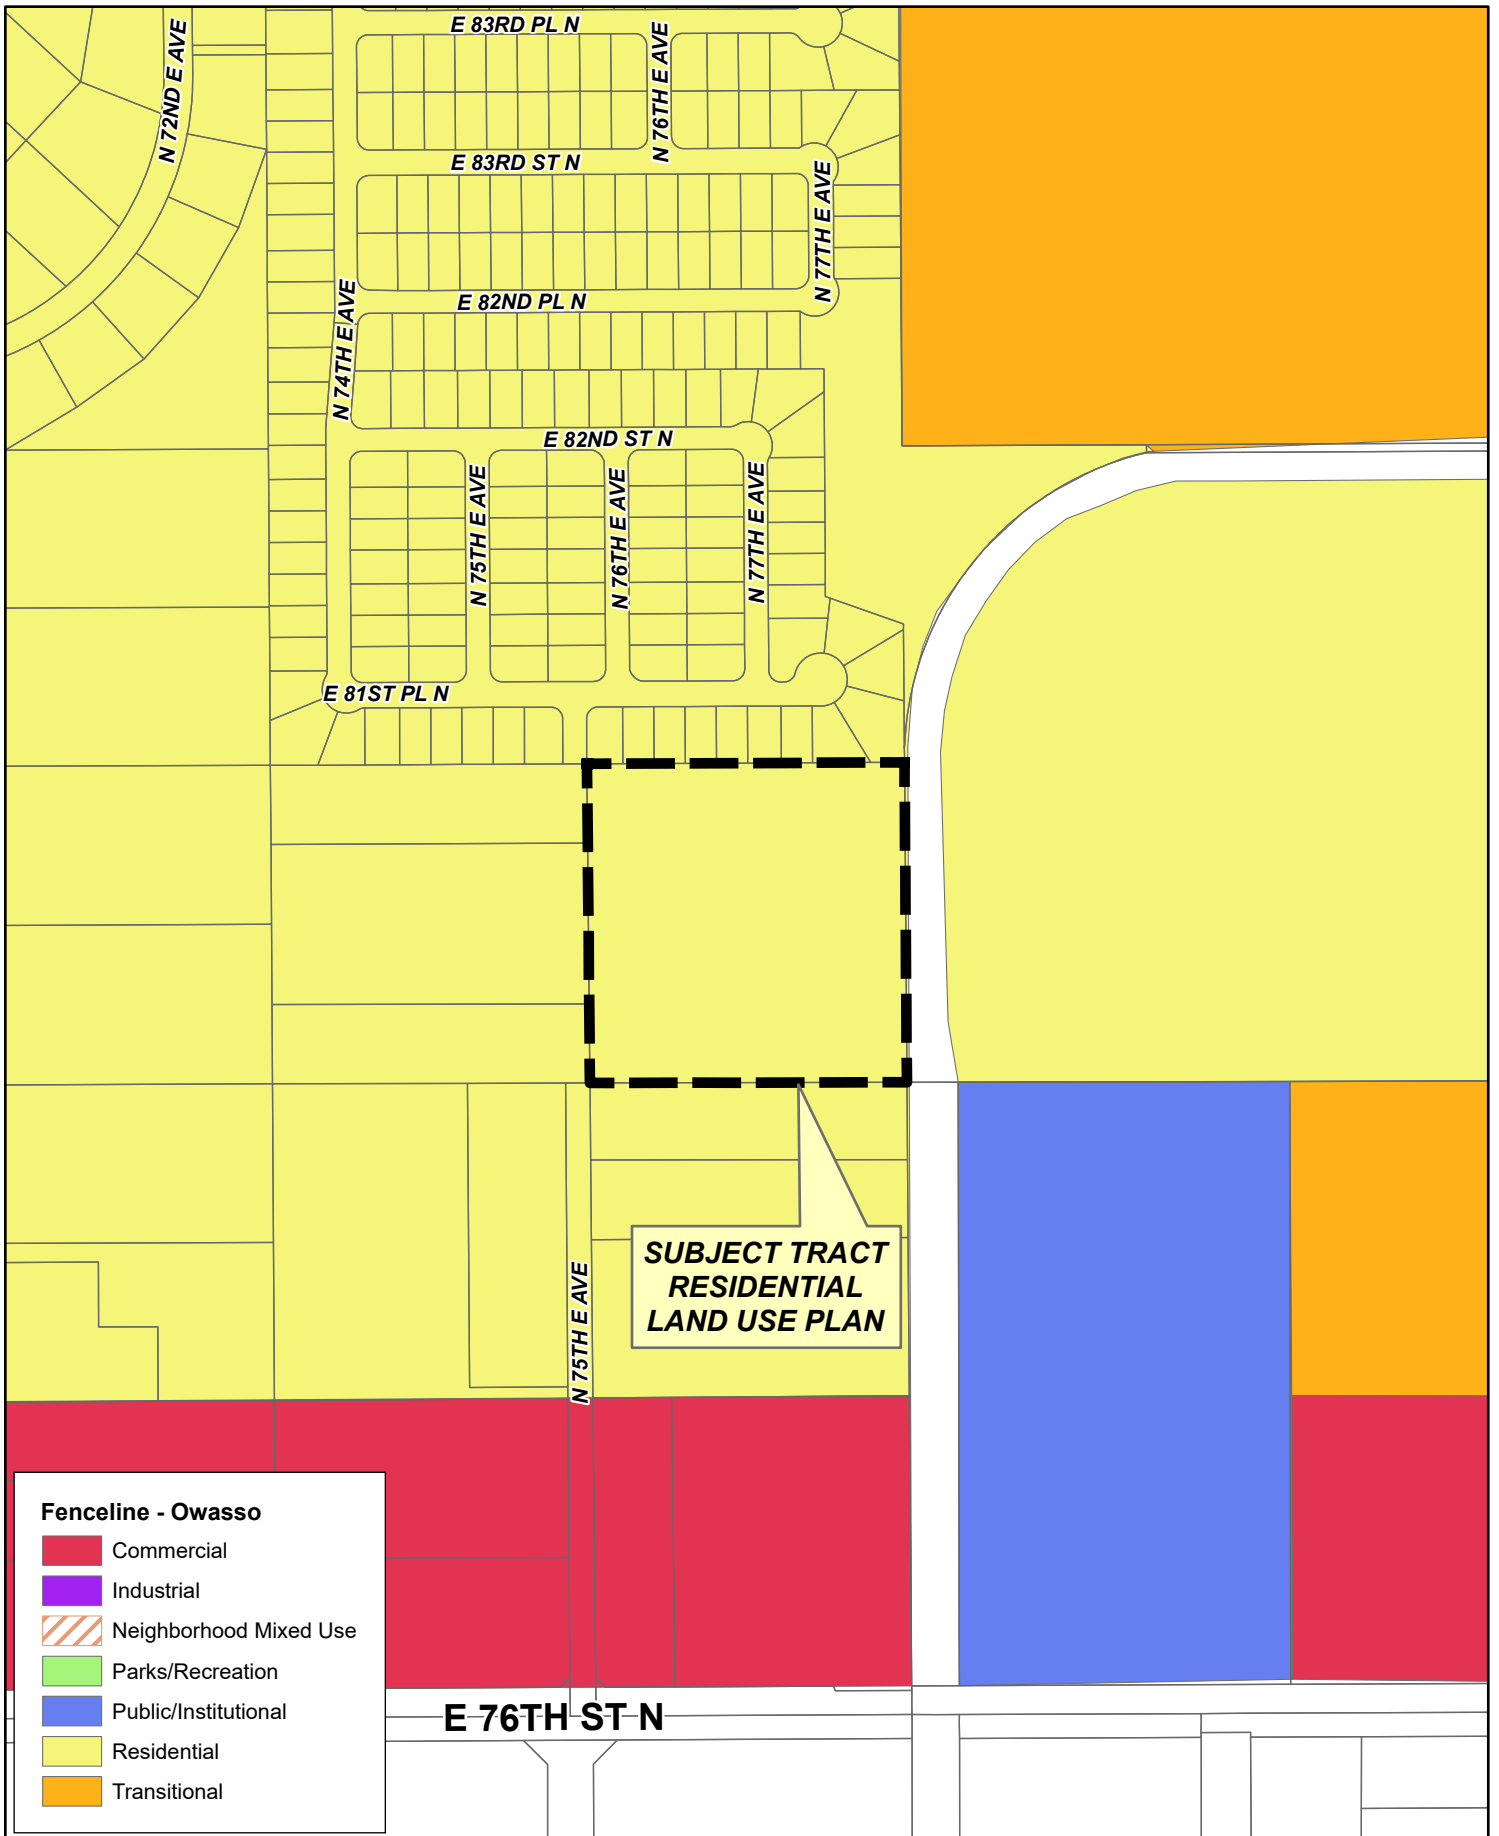 E 83RD PL N
N 72ND E AVE
N 76TH E AVE
E 83RD ST N
N 77TH E AVE
E 82ND PL N
N 74TH E AVE
E 82ND ST N
N 75TH E AVE
N 76TH E AVE
N 77TH E AVE
E 81ST PL N
SUBJECT TRACT
RESIDENTIAL
LAND USE PLAN
N 75TH E AVE
Fenceline - Owasso
Commercial
Industrial
Neighborhood Mixed Use
Parks/Recreation
Public/Institutional
Residential
Transitional
E 76TH ST N